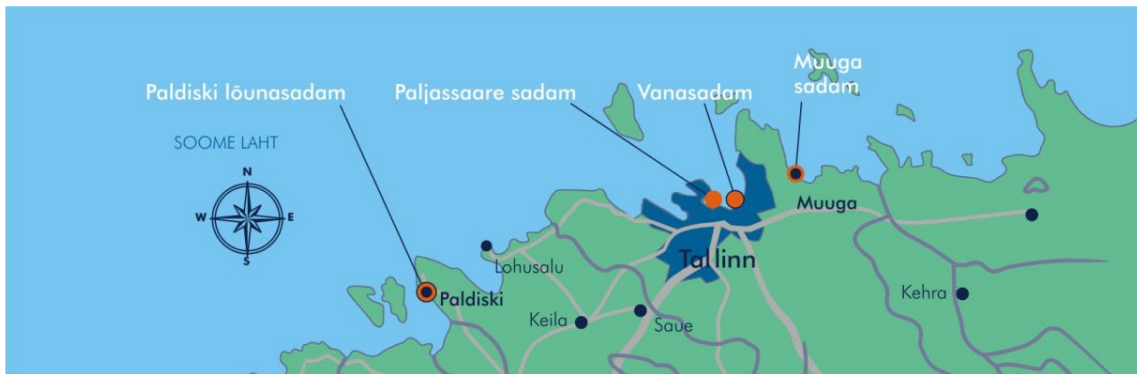 Muuga
sadam
Paldiski lõunasadam
Paljassaare sadam
Vanasadam
SOOME LAHT
N
W
E
S
Muuga
Lohusalu
Tallinn
Paldiski
Kehra
Keila
Saue